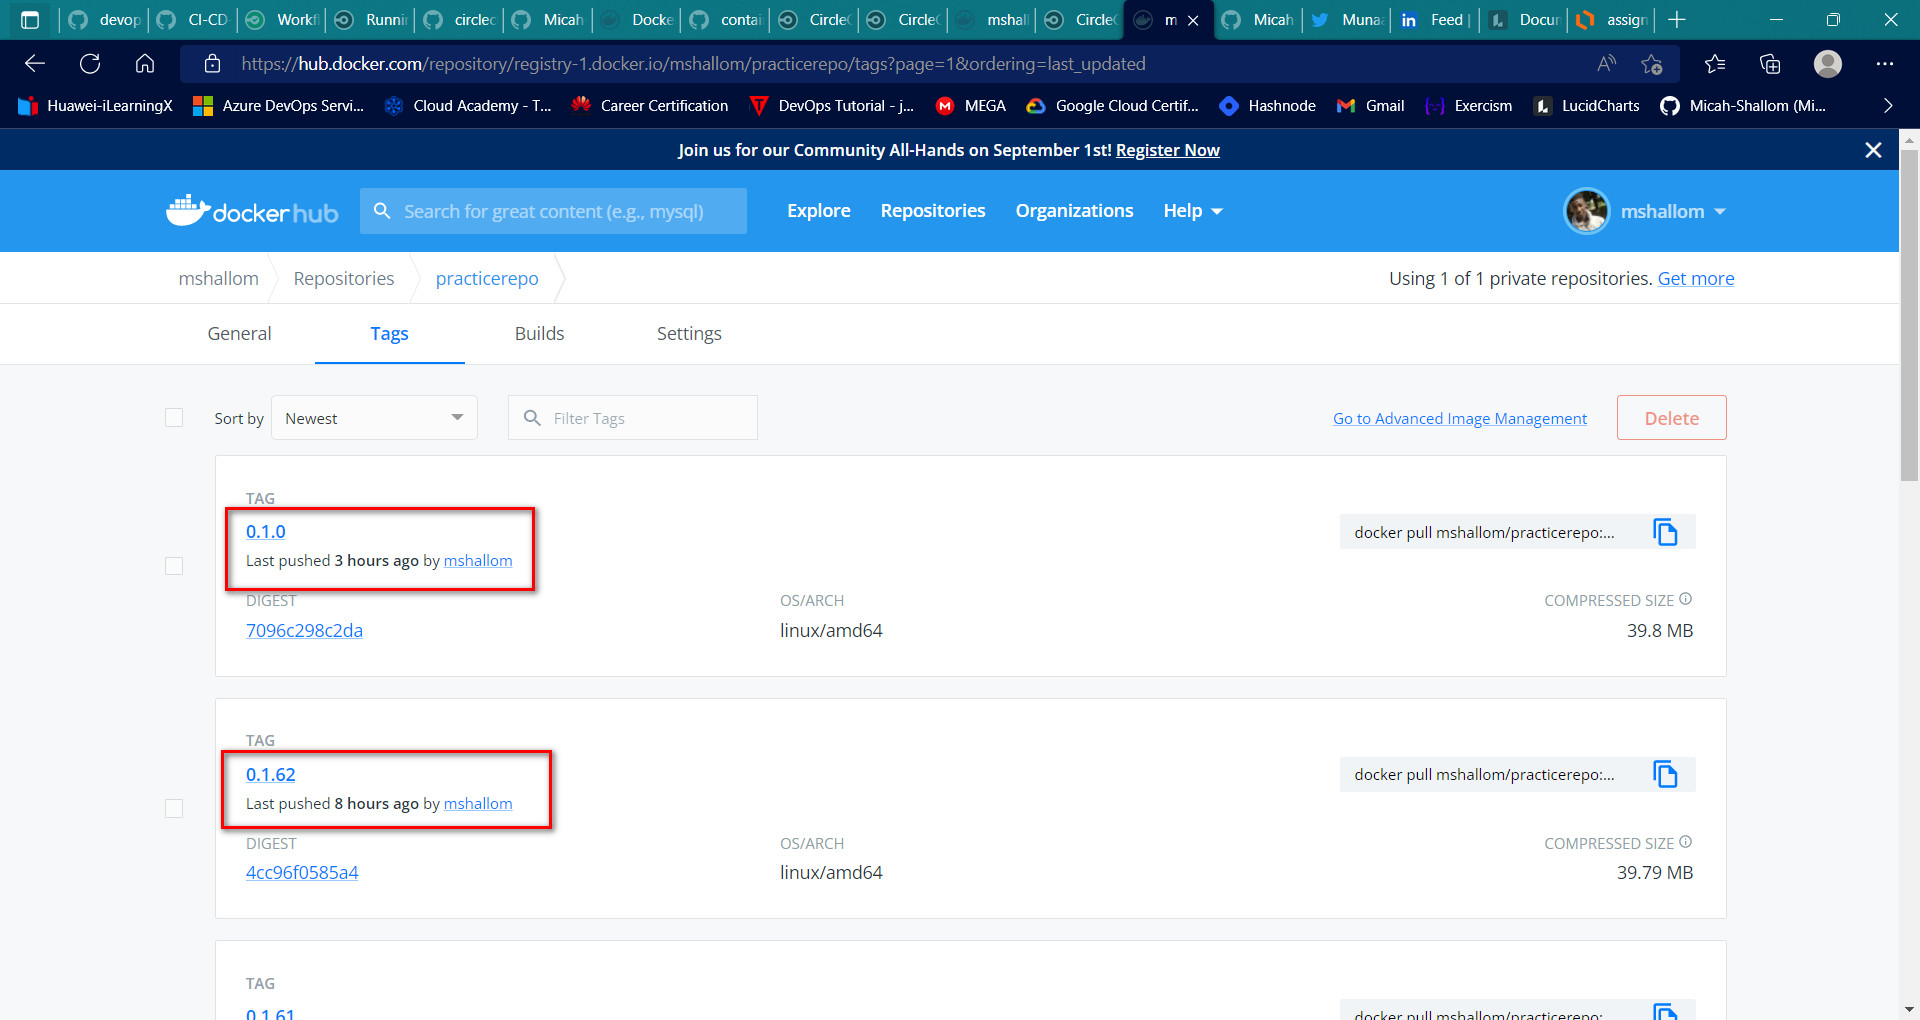 devop
CI-CD
Workfl
Runnin
circlec
Micah
Docke
contai
CircleC
CircleC
mshall
CircleC
m
Micah
Muna
Feed |
Docun
assign
https://hub.docker.com/repository/registry-1.docker.io/mshallom/practicerepo/tags?page=1&ordering=last_updated
Huawei-iLearningX
Azure DevOps Servi...
Cloud Academy - T...
Career Certification
DevOps Tutorial - j...
MEGA
Google Cloud Certif...
Hashnode
Gmail
Exercism
LucidCharts
Micah-Shallom (Mi...
Join us for our Community All-Hands on September 1st! Register Now
docker hub
Search for great content (e.g., mysql)
Explore
Repositories
Organizations
Help
mshallom
mshallom
Repositories
practicerepo
Using 1 of 1 private repositories. Get more
General
Tags
Builds
Settings
Sort by
Newest
Filter Tags
Go to Advanced Image Management
Delete
TAG
0.1.0
Last pushed 3 hours ago by mshallom
docker pull mshallom/practicerepo:...
DIGEST
OS/ARCH
COMPRESSED SIZE
7096c298c2da
linux/amd64
39.8 MB
TAG
0.1.62
Last pushed 8 hours ago by mshallom
docker pull mshallom/practicerepo:...
DIGEST
OS/ARCH
COMPRESSED SIZE
4cc96f0585a4
linux/amd64
39.79 MB
TAG
0.1.61
docker pull mshallom/practicerepo:...